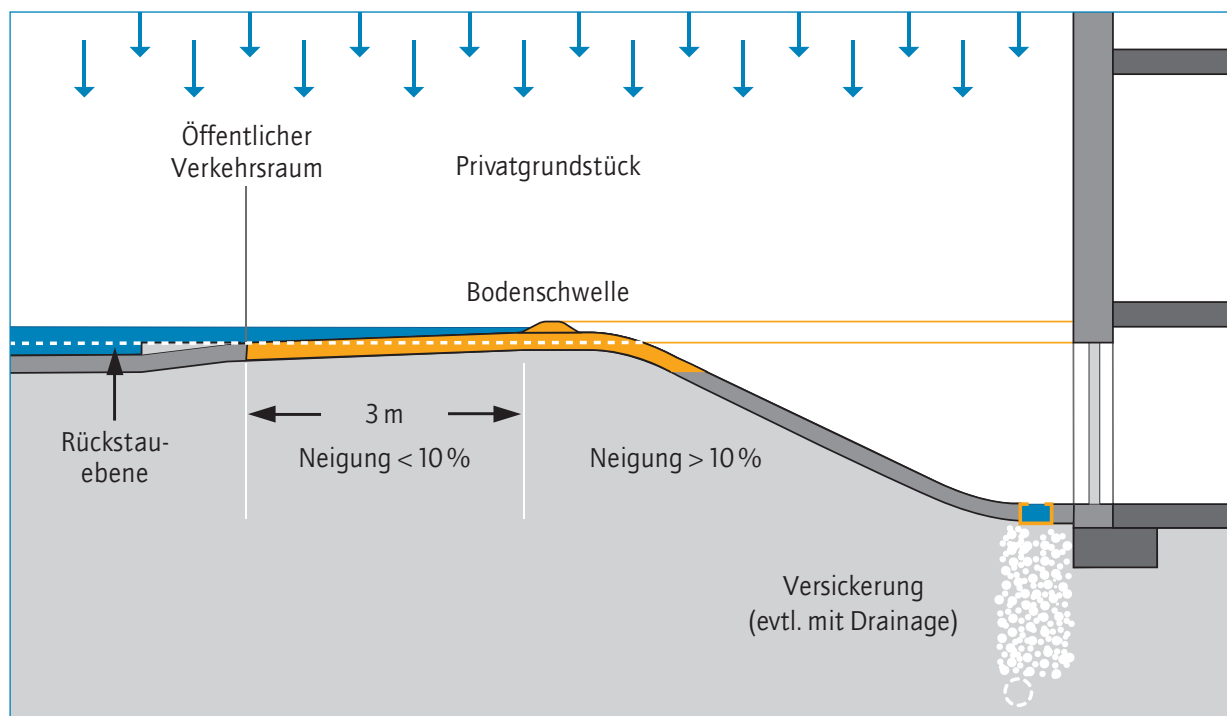 Öffentlicher
Verkehrsraum
Privatgrundstück
Bodenschwelle
3 m
Rückstau-
ebene
Neigung < 10 %
Neigung > 10 %
Versickerung
(evtl. mit Drainage)